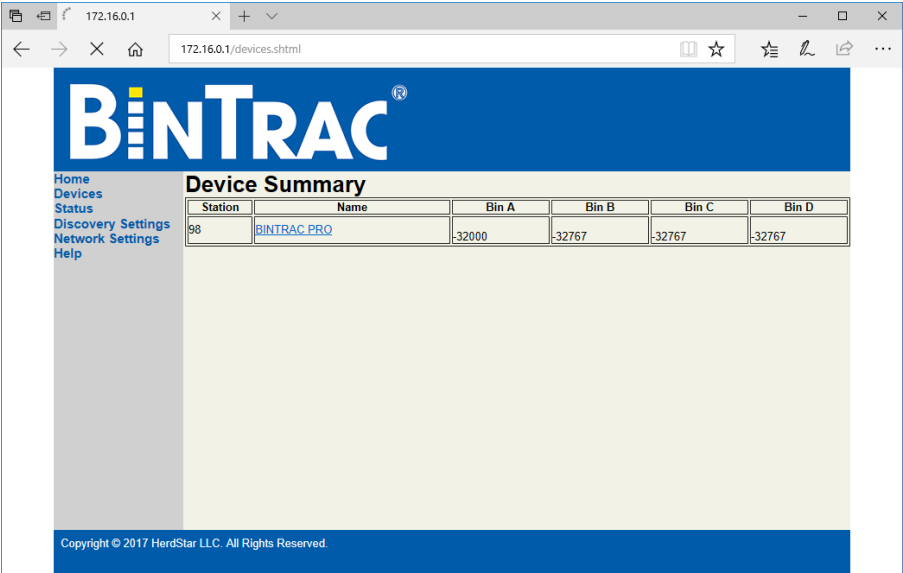 172.16.0.1
172.16.0.1/devices.shtml
BINTRAC®
Home
Devices
Status
Discovery Settings
Network Settings
Help
Device Summary
Station Name Bin A Bin B Bin C Bin D
98 BINTRAC PRO -32000 -32767 -32767 -32767
Copyright © 2017 HerdStar LLC. All Rights Reserved.